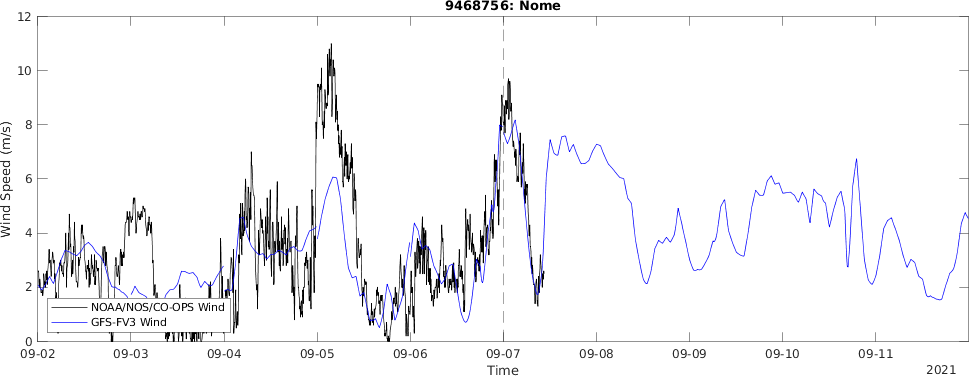 9468756: Nome
12
10
8
6
4
2
0
Wind Speed (m/s)
NOAA/NOS/CO-OPS Wind
GFS-FV3 Wind
09-02 09-03 09-04 09-05 09-06 09-07 09-08 09-09 09-10 09-11
Time
2021